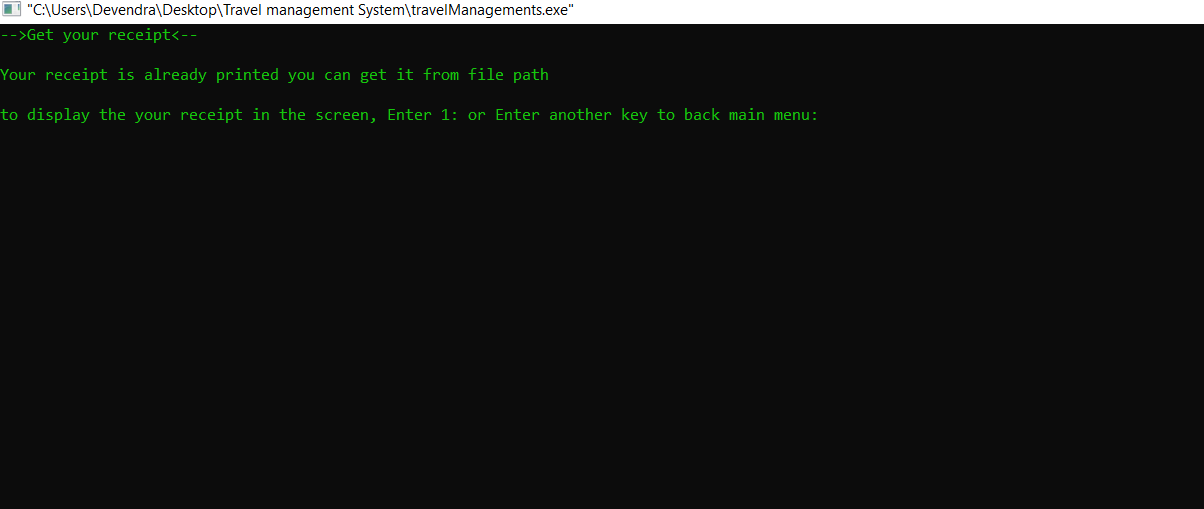 "C:\Users\Devendra\Desktop\Travel management System\travelManagements.exe"
-->Get your receipt<--
Your receipt is already printed you can get it from file path
to display the your receipt in the screen, Enter 1: or Enter another key to back main menu: